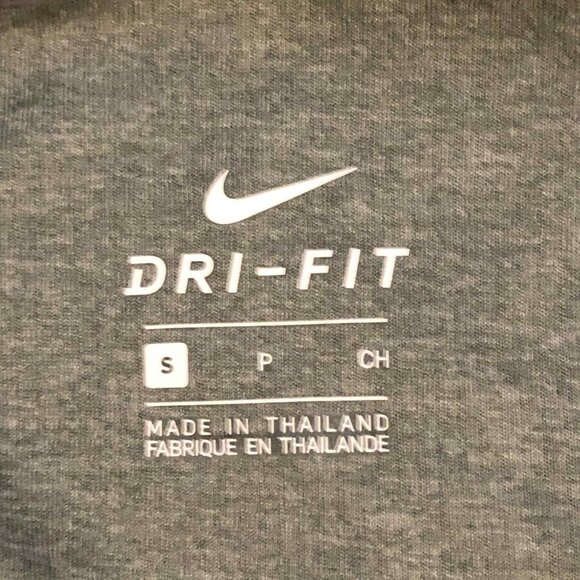 DRI-FIT
S P CH
MADE IN THAILAND
FABRIQUE EN THAILANDE